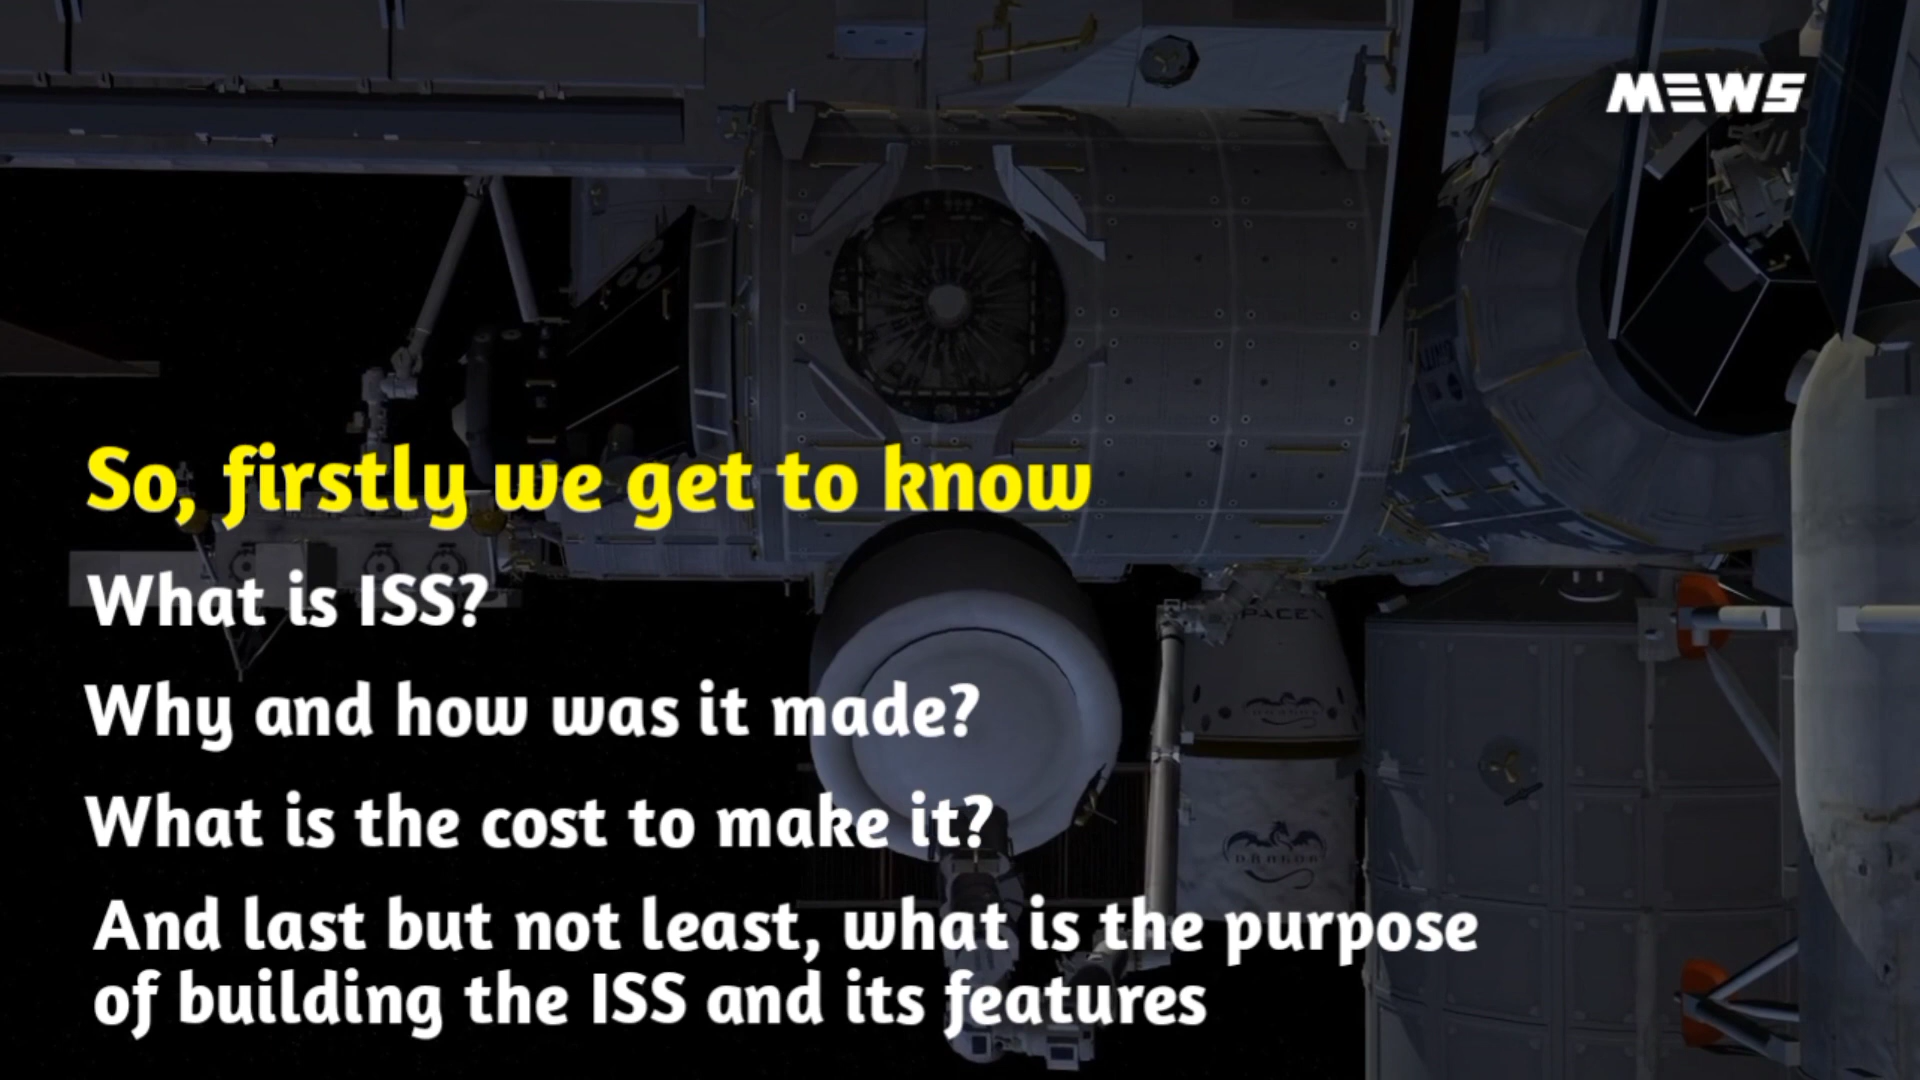 MEWS
So, firstly we get to know
What is ISS?
Why and how was it made?
What is the cost to make it?
And last but not least, what is the purpose
of building the ISS and its features
SPACEX
DRAGON